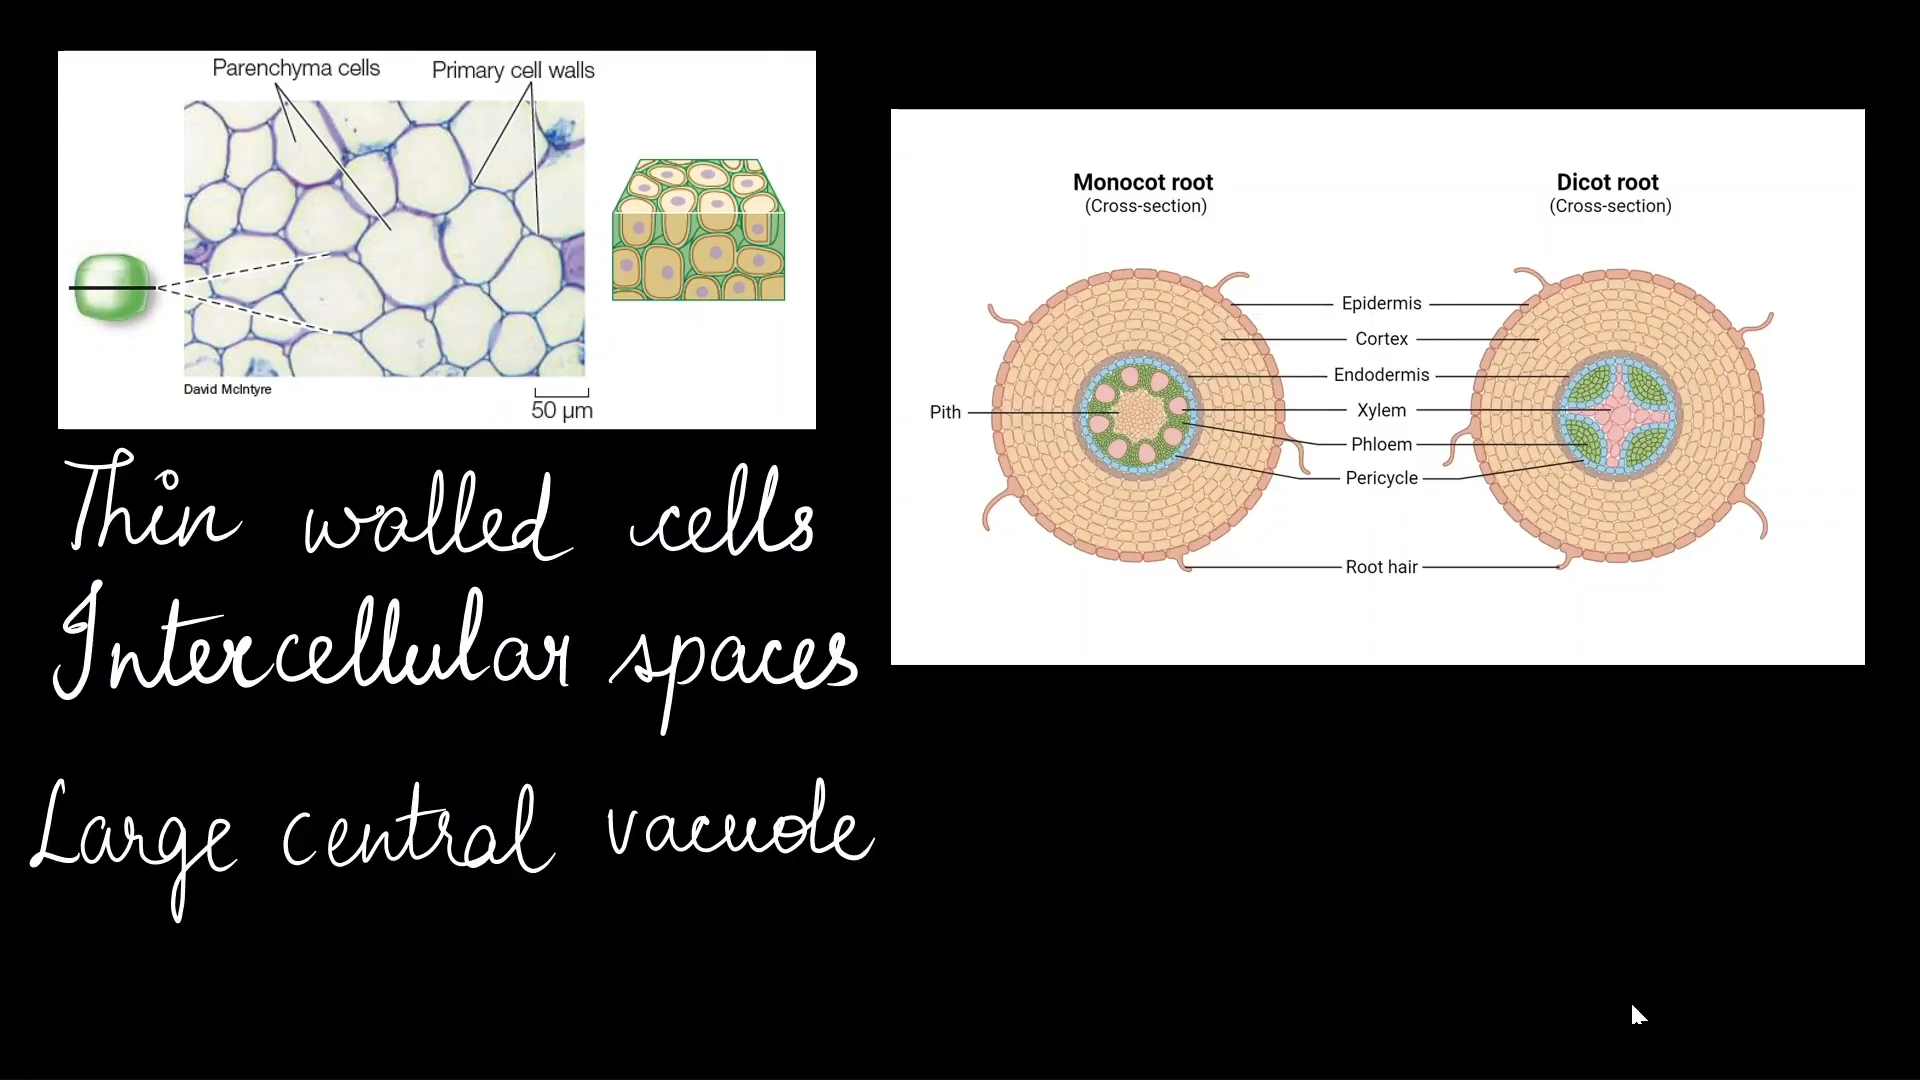 Parenchyma cells Primary cell walls
David McIntyre
50 µm
Thin walled cells
Intercellular spaces
Large central vacuole
Monocot root Dicot root
(Cross-section) (Cross-section)
Epidermis
Cortex
Endodermis
Pith Xylem
Phloem
Pericycle
Root hair